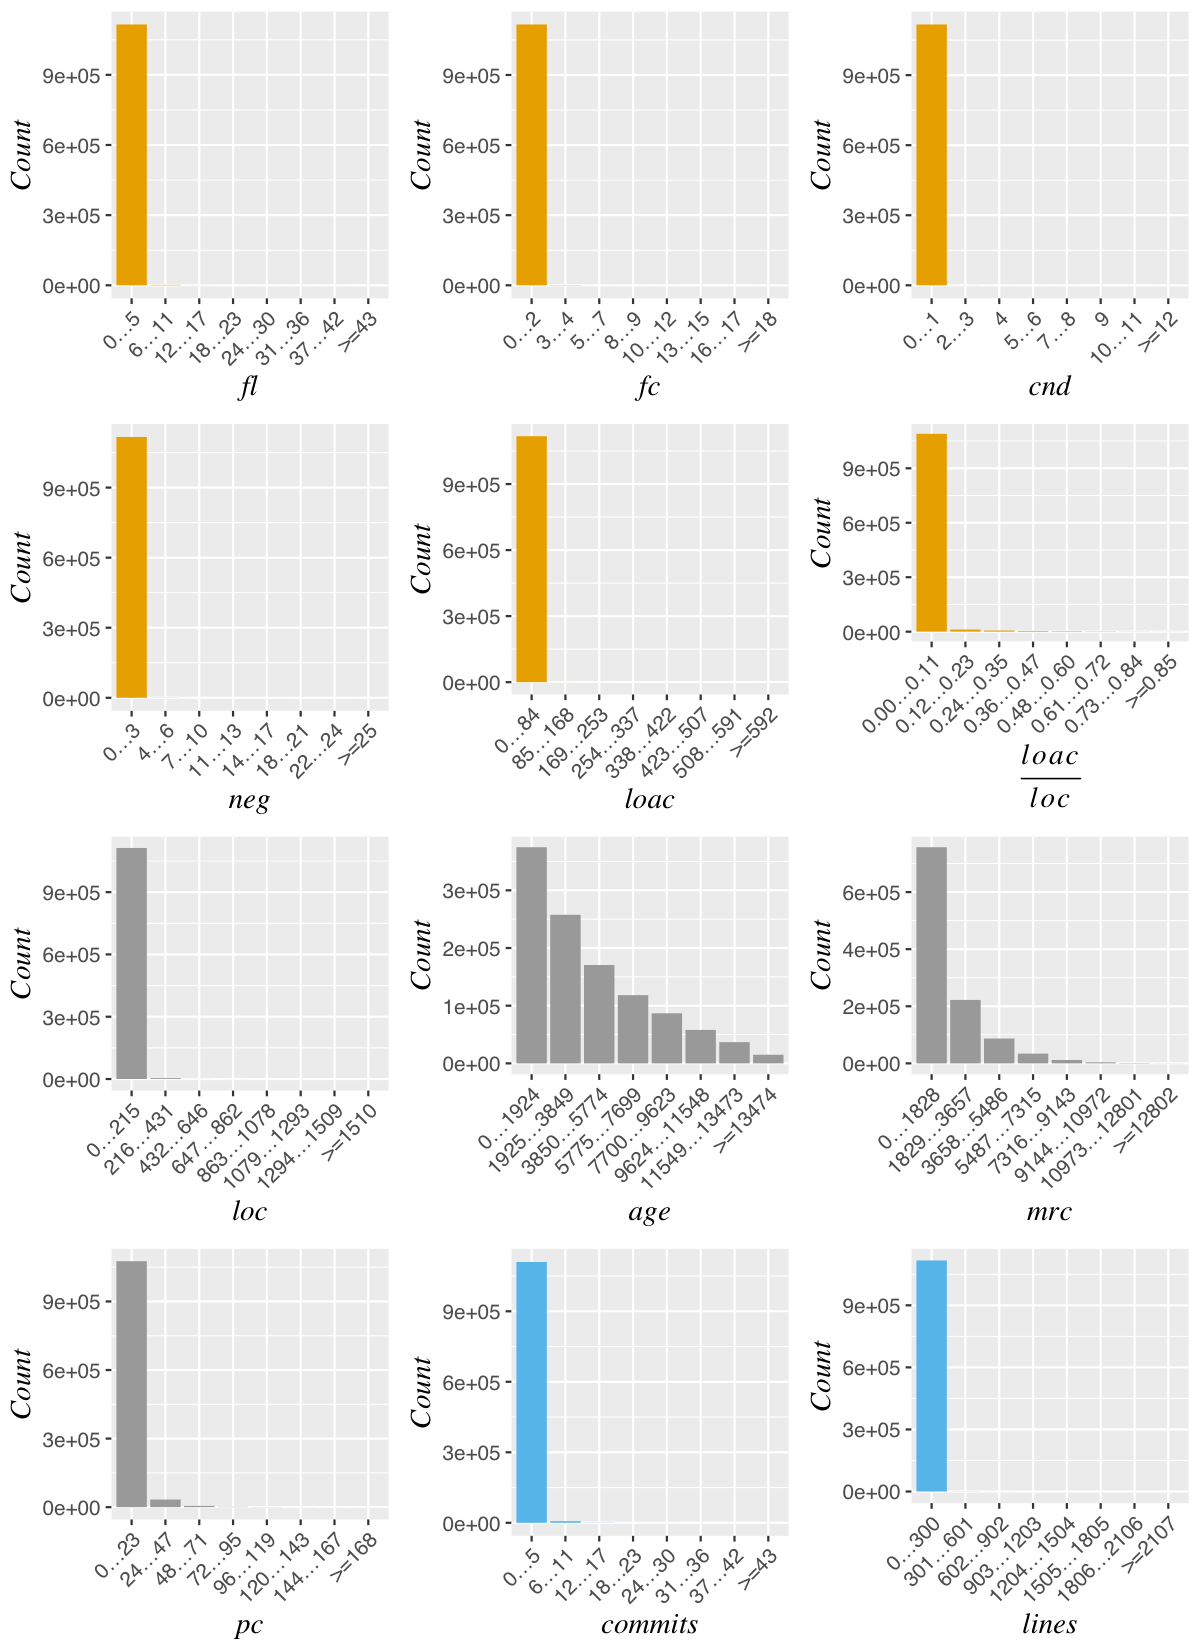 Count
9e+05
6e+05
3e+05
0e+00
0...5
6...11
12...17
18...23
24...30
31...36
37...42
>=43
fl
Count
9e+05
6e+05
3e+05
0e+00
0...2
3...4
5...7
8...9
10...12
13...15
16...17
>=18
fc
Count
9e+05
6e+05
3e+05
0e+00
0...1
2...3
4
5...6
7...8
9
10...11
>=12
cnd
Count
9e+05
6e+05
3e+05
0e+00
0...3
4...6
7...10
11...13
14...17
18...21
22...24
>=25
neg
Count
9e+05
6e+05
3e+05
0e+00
0...84
85...168
169...253
254...337
338...422
423...507
508...591
>=592
loac
Count
9e+05
6e+05
3e+05
0e+00
0.00...0.11
0.12...0.23
0.24...0.35
0.36...0.47
0.48...0.60
0.61...0.72
0.73...0.84
>=0.85
loac
loc
Count
9e+05
6e+05
3e+05
0e+00
0...215
216...431
432...646
647...862
863...1078
1079...1293
1294...1509
>=1510
loc
Count
3e+05
2e+05
1e+05
0e+00
0...1924
1925...3849
3850...5774
5775...7699
7700...9623
9624...11548
11549...13473
>=13474
age
Count
6e+05
4e+05
2e+05
0e+00
0...1828
1829...3657
3658...5486
5487...7315
7316...9143
9144...10972
10973...12801
>=12802
mrc
Count
9e+05
6e+05
3e+05
0e+00
0...23
24...47
48...71
72...95
96...119
120...143
144...167
>=168
pc
Count
9e+05
6e+05
3e+05
0e+00
0...5
6...11
12...17
18...23
24...30
31...36
37...42
>=43
commits
Count
9e+05
6e+05
3e+05
0e+00
0...300
301...601
602...902
903...1203
1204...1504
1505...1805
1806...2106
>=2107
lines